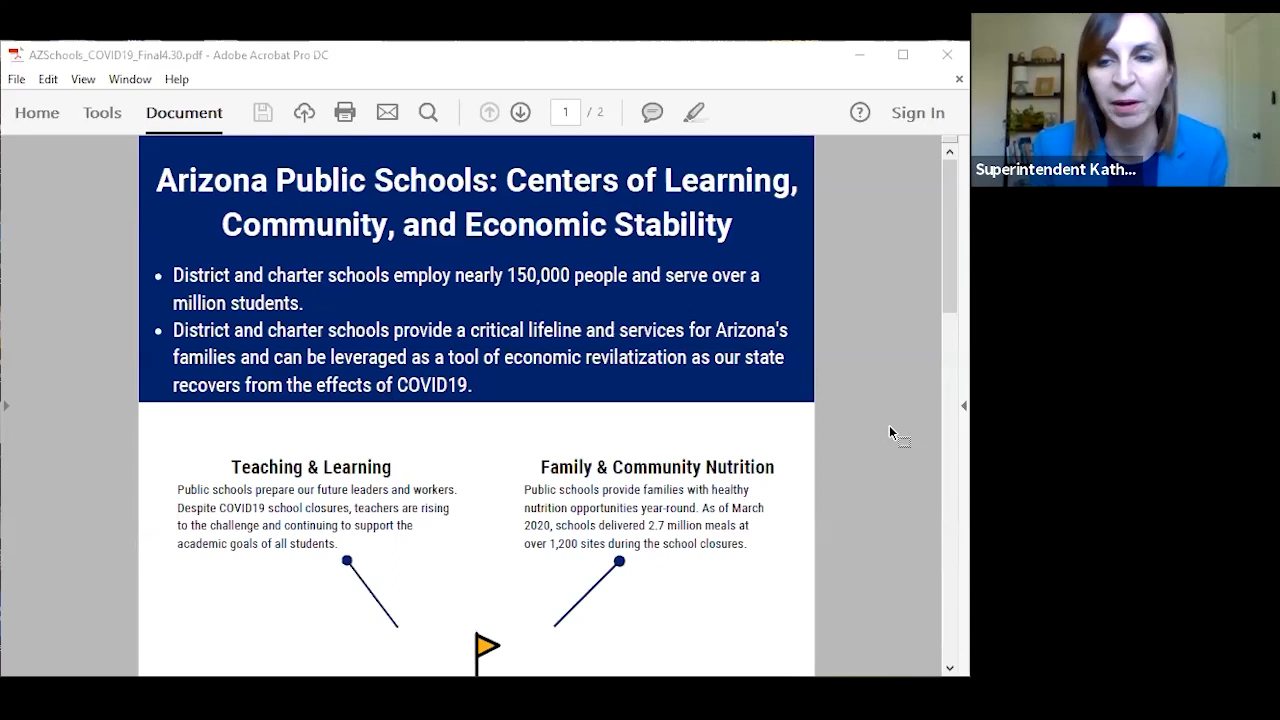 AZSchools_COVID19_Final4.30.pdf - Adobe Acrobat Pro DC
File Edit View Window Help
Home Tools Document 1 / 2 Sign In
Superintendent Kath...
Arizona Public Schools: Centers of Learning,
Community, and Economic Stability
• District and charter schools employ nearly 150,000 people and serve over a
million students.
• District and charter schools provide a critical lifeline and services for Arizona's
families and can be leveraged as a tool of economic revilatization as our state
recovers from the effects of COVID19.
Teaching & Learning
Public schools prepare our future leaders and workers.
Despite COVID19 school closures, teachers are rising
to the challenge and continuing to support the
academic goals of all students.
Family & Community Nutrition
Public schools provide families with healthy
nutrition opportunities year-round. As of March
2020, schools delivered 2.7 million meals at
over 1,200 sites during the school closures.